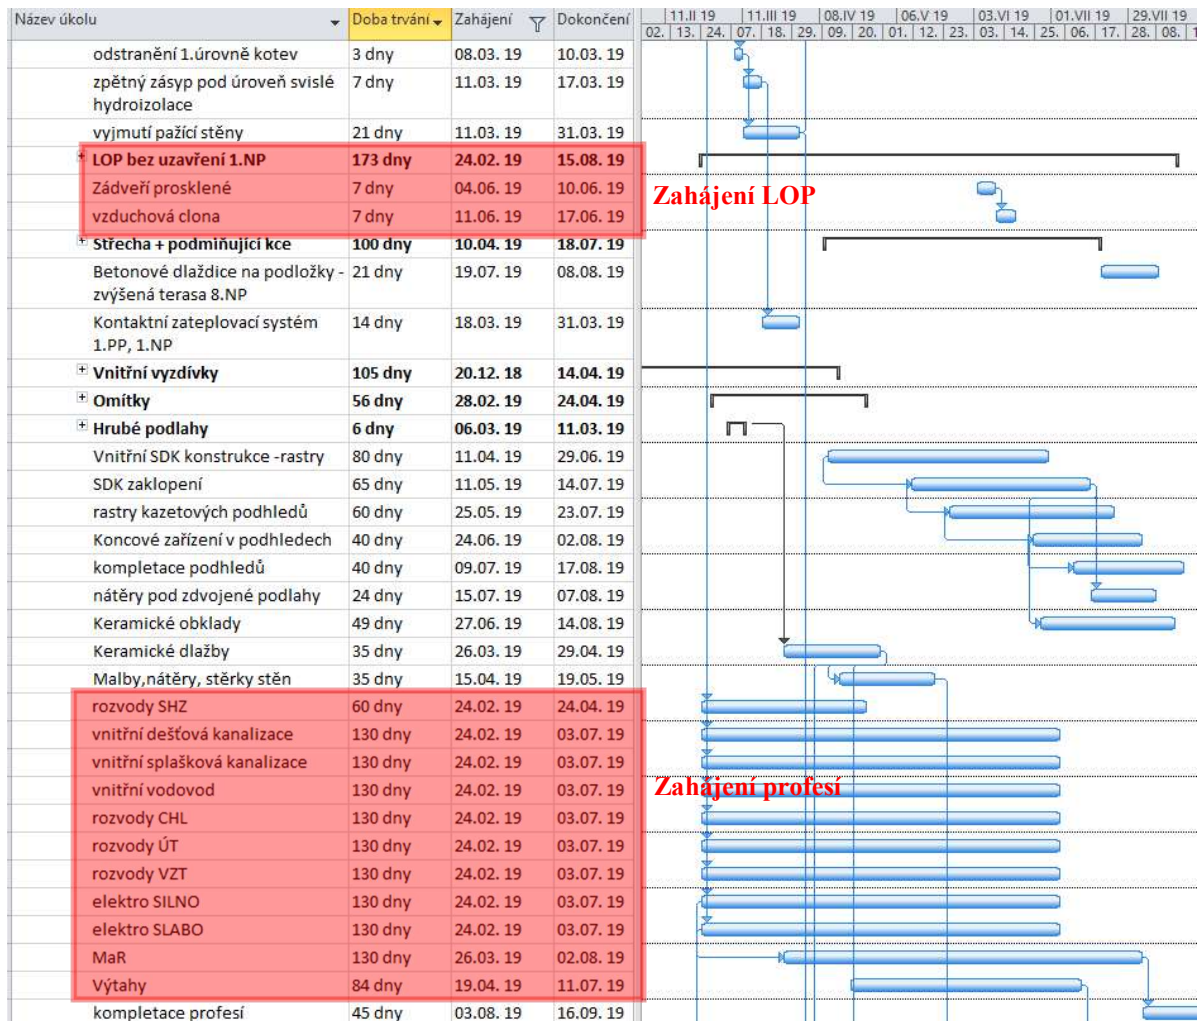 Název úkolu Doba trvání Zahájení Dokončení 11.II 19 11.III 19 08.IV 19 06.V 19 03.VI 19 01.VII 19 29.VII 19
02. 13. 24. 07. 18. 29. 09. 20. 01. 12. 23. 03. 14. 25. 06. 17. 28. 08.
odstranění 1.úrovně kotev 3 dny 08.03. 19 10.03. 19
zpětný zásyp pod úroveň svislé 7 dny 11.03. 19 17.03. 19
hydroizolace
vyjmutí pažící stěny 21 dny 11.03. 19 31.03. 19
LOP bez uzavření 1.NP 173 dny 24.02. 19 15.08. 19
Zádveří prosklené 7 dny 04.06. 19 10.06. 19
Zahájení LOP
vzduchová clona 7 dny 11.06. 19 17.06. 19
Střecha + podmiňující kce 100 dny 10.04. 19 18.07. 19
Betonové dlaždice na podložky - 21 dny 19.07. 19 08.08. 19
zvýšená terasa 8.NP
Kontaktní zateplovací systém 14 dny 18.03. 19 31.03. 19
1.PP, 1.NP
Vnitřní vyzdívky 105 dny 20.12. 18 14.04. 19
Omítky 56 dny 28.02. 19 24.04. 19
Hrubé podlahy 6 dny 06.03. 19 11.03. 19
Vnitřní SDK konstrukce -rastry 80 dny 11.04. 19 29.06. 19
SDK zaklopení 65 dny 11.05. 19 14.07. 19
rastry kazetových podhledů 60 dny 25.05. 19 23.07. 19
Koncové zařízení v podhledech 40 dny 24.06. 19 02.08. 19
kompletace podhledů 40 dny 09.07. 19 17.08. 19
nátěry pod zdvojené podlahy 24 dny 15.07. 19 07.08. 19
Keramické obklady 49 dny 27.06. 19 14.08. 19
Keramické dlažby 35 dny 26.03. 19 29.04. 19
Malby,nátěry, stěrky stěn 35 dny 15.04. 19 19.05. 19
rozvody SHZ 60 dny 24.02. 19 24.04. 19
vnitřní dešťová kanalizace 130 dny 24.02. 19 03.07. 19
vnitřní splašková kanalizace 130 dny 24.02. 19 03.07. 19
vnitřní vodovod 130 dny 24.02. 19 03.07. 19
Zahájení profesí
rozvody CHL 130 dny 24.02. 19 03.07. 19
rozvody ÚT 130 dny 24.02. 19 03.07. 19
rozvody VZT 130 dny 24.02. 19 03.07. 19
elektro SILNO 130 dny 24.02. 19 03.07. 19
elektro SLABO 130 dny 24.02. 19 03.07. 19
MaR 130 dny 26.03. 19 02.08. 19
Výtahy 84 dny 19.04. 19 11.07. 19
kompletace profesí 45 dny 03.08. 19 16.09. 19